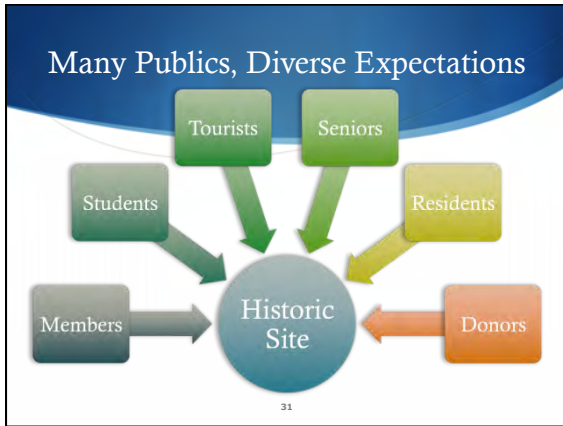 Many Publics, Diverse Expectations
Tourists
Seniors
Students
Residents
Members
Historic
Site
Donors
31